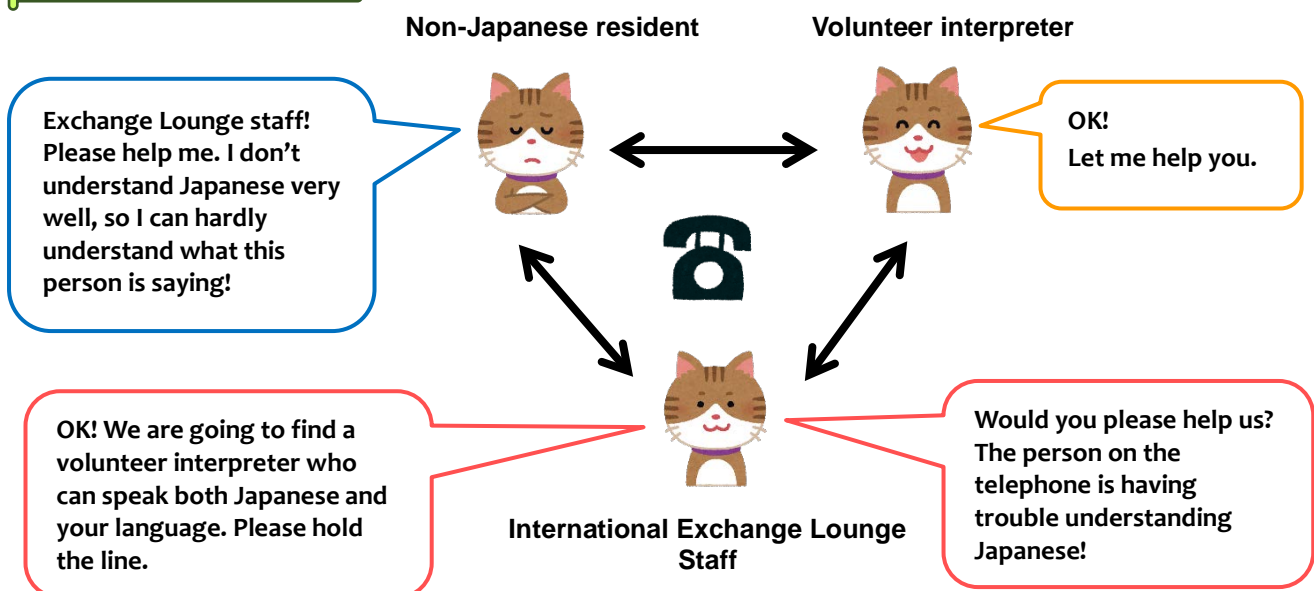 Non-Japanese resident
Volunteer interpreter
Exchange Lounge staff!
Please help me. I don’t
understand Japanese very
well, so I can hardly
understand what this
person is saying!
OK!
Let me help you.
OK! We are going to find a
volunteer interpreter who
can speak both Japanese and
your language. Please hold
the line.
International Exchange Lounge
Staff
Would you please help us?
The person on the
telephone is having
trouble understanding
Japanese!